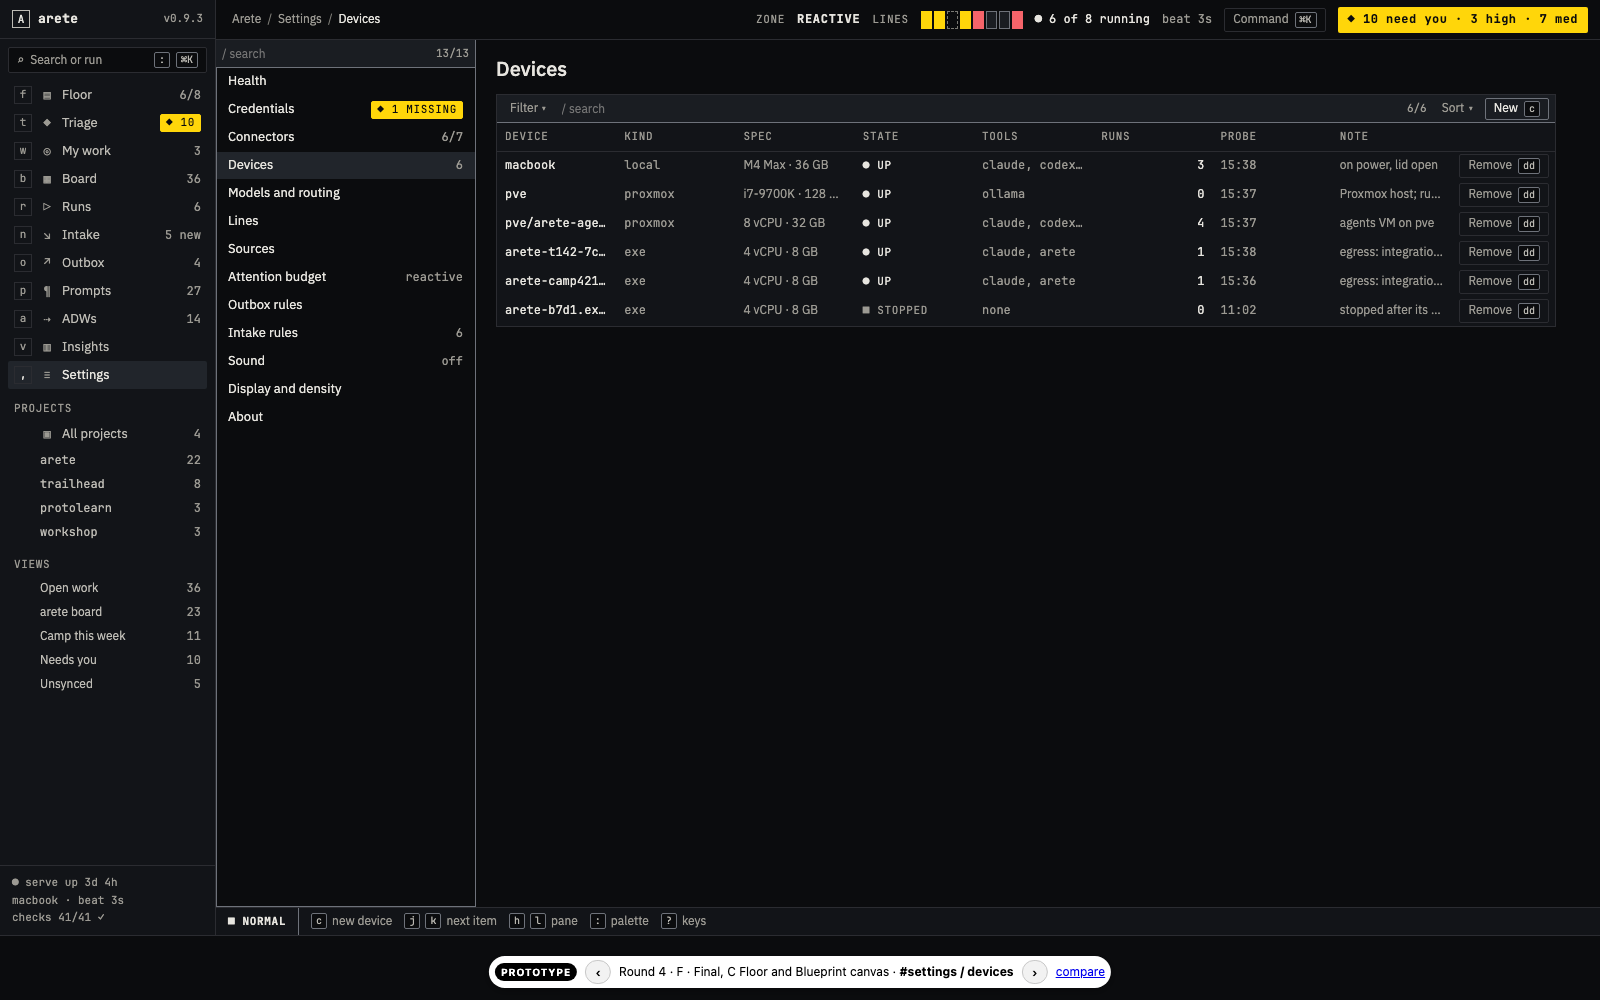 A arete v0.9.3
Search or run : ⌘K
f Floor 6/8
t Triage 10
w My work 3
b Board 36
r Runs 6
n Intake 5 new
o Outbox 4
p Prompts 27
a ADWs 14
v Insights
, Settings
PROJECTS
All projects 4
arete 22
trailhead 8
protolearn 3
workshop 3
VIEWS
Open work 36
arete board 23
Camp this week 11
Needs you 10
Unsynced 5
serve up 3d 4h
macbook · beat 3s
checks 41/41 ✓
Arete / Settings / Devices
ZONE REACTIVE LINES 6 of 8 running beat 3s Command ⌘K 10 need you · 3 high · 7 med
/ search 13/13
Health
Credentials 1 MISSING
Connectors 6/7
Devices 6
Models and routing
Lines
Sources
Attention budget reactive
Outbox rules
Intake rules 6
Sound off
Display and density
About
Devices
Filter / search 6/6 Sort New c
DEVICE KIND SPEC STATE TOOLS RUNS PROBE NOTE
macbook local M4 Max · 36 GB UP claude, codex… 3 15:38 on power, lid open Remove dd
pve proxmox i7-9700K · 128 … UP ollama 0 15:37 Proxmox host; ru… Remove dd
pve/arete-age… proxmox 8 vCPU · 32 GB UP claude, codex… 4 15:37 agents VM on pve Remove dd
arete-t142-7c… exe 4 vCPU · 8 GB UP claude, arete 1 15:38 egress: integratio… Remove dd
arete-camp421… exe 4 vCPU · 8 GB UP claude, arete 1 15:36 egress: integratio… Remove dd
arete-b7d1.ex… exe 4 vCPU · 8 GB STOPPED none 0 11:02 stopped after its … Remove dd
NORMAL c new device j k next item h l pane : palette ? keys
PROTOTYPE ‹ Round 4 · F · Final, C Floor and Blueprint canvas · #settings / devices › compare